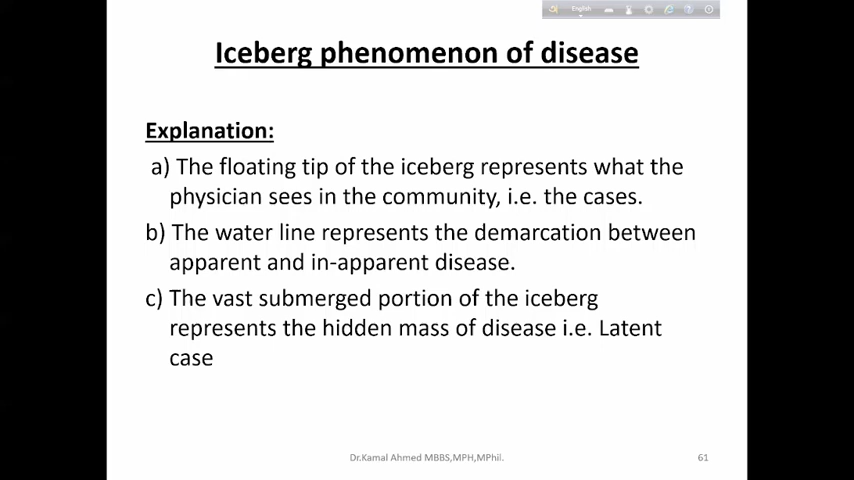 English
Iceberg phenomenon of disease
Explanation:
a) The floating tip of the iceberg represents what the
physician sees in the community, i.e. the cases.
b) The water line represents the demarcation between
apparent and in-apparent disease.
c) The vast submerged portion of the iceberg
represents the hidden mass of disease i.e. Latent
case
Dr.Kamal Ahmed MBBS,MPH,MPhil.
61